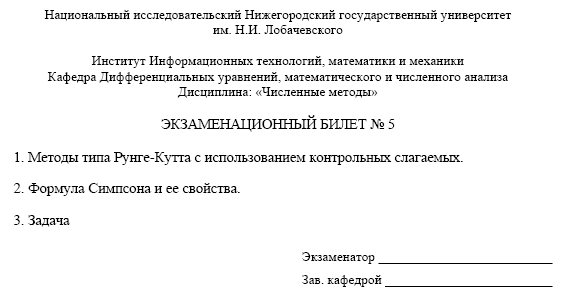 Национальный исследовательский Нижегородский государственный университет
им. Н.И. Лобачевского
Институт Информационных технологий, математики и механики
Кафедра Дифференциальных уравнений, математического и численного анализа
Дисциплина: «Численные методы»
ЭКЗАМЕНАЦИОННЫЙ БИЛЕТ № 5
1. Методы типа Рунге-Кутта с использованием контрольных слагаемых.
2. Формула Симпсона и ее свойства.
3. Задача
Экзаменатор ___________________________
Зав. кафедрой __________________________